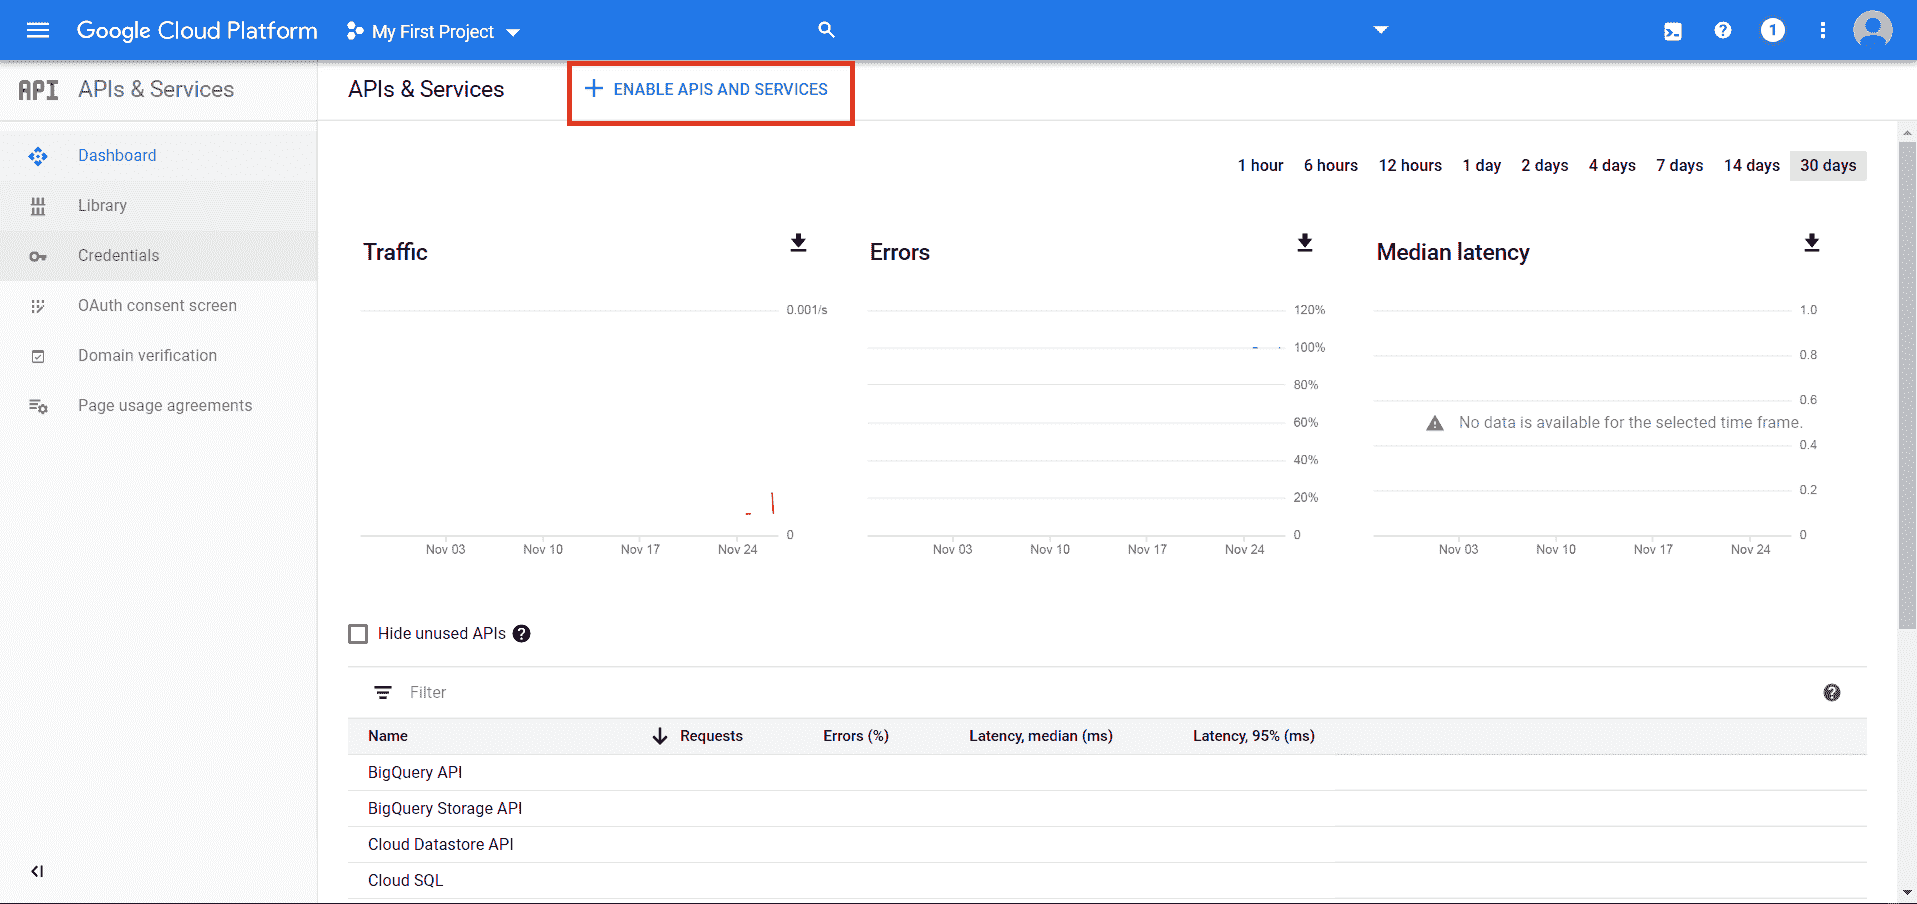 Google Cloud Platform
My First Project
1
API APIs & Services
APIs & Services
ENABLE APIS AND SERVICES
Dashboard
Library
Credentials
OAuth consent screen
Domain verification
Page usage agreements
1 hour 6 hours 12 hours 1 day 2 days 4 days 7 days 14 days 30 days
Traffic
0.001/s
0
Nov 03 Nov 10 Nov 17 Nov 24
Errors
120%
100%
80%
60%
40%
20%
0
Nov 03 Nov 10 Nov 17 Nov 24
Median latency
1.0
0.8
0.6
No data is available for the selected time frame.
0.4
0.2
0
Nov 03 Nov 10 Nov 17 Nov 24
Hide unused APIs
Filter
Name Requests Errors (%) Latency, median (ms) Latency, 95% (ms)
BigQuery API
BigQuery Storage API
Cloud Datastore API
Cloud SQL